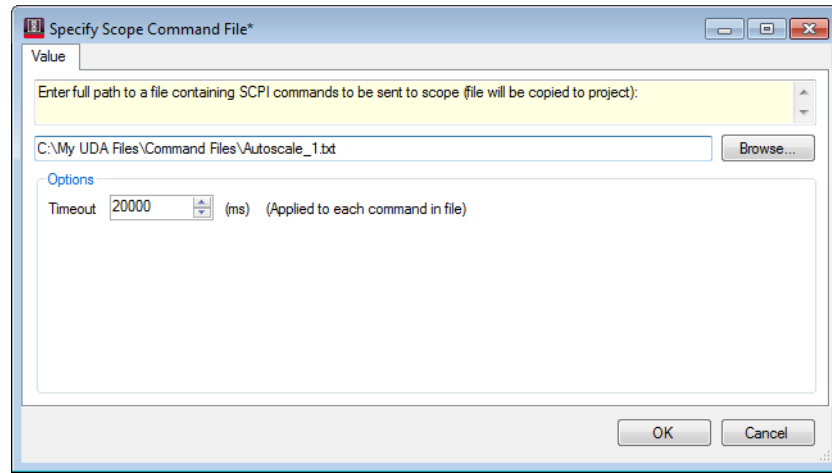 Specify Scope Command File*
Value
Enter full path to a file containing SCPI commands to be sent to scope (file will be copied to project):
C:\My UDA Files\Command Files\Autoscale_1.txt
Browse...
Options
Timeout 20000 (ms) (Applied to each command in file)
OK Cancel